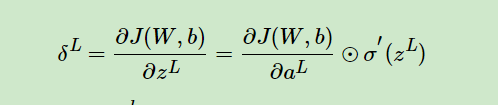 δ^L = ∂J(W, b) / ∂z^L = ∂J(W, b) / ∂a^L ⊙ σ′(z^L)